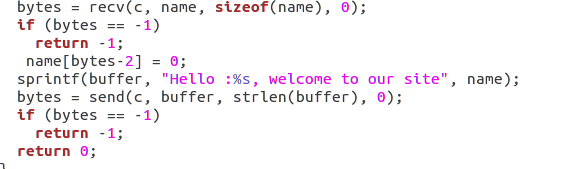 bytes = recv(c, name, sizeof(name), 0);
if (bytes == -1)
return -1;
name[bytes-2] = 0;
sprintf(buffer, "Hello :%s, welcome to our site", name);
bytes = send(c, buffer, strlen(buffer), 0);
if (bytes == -1)
return -1;
return 0;
}